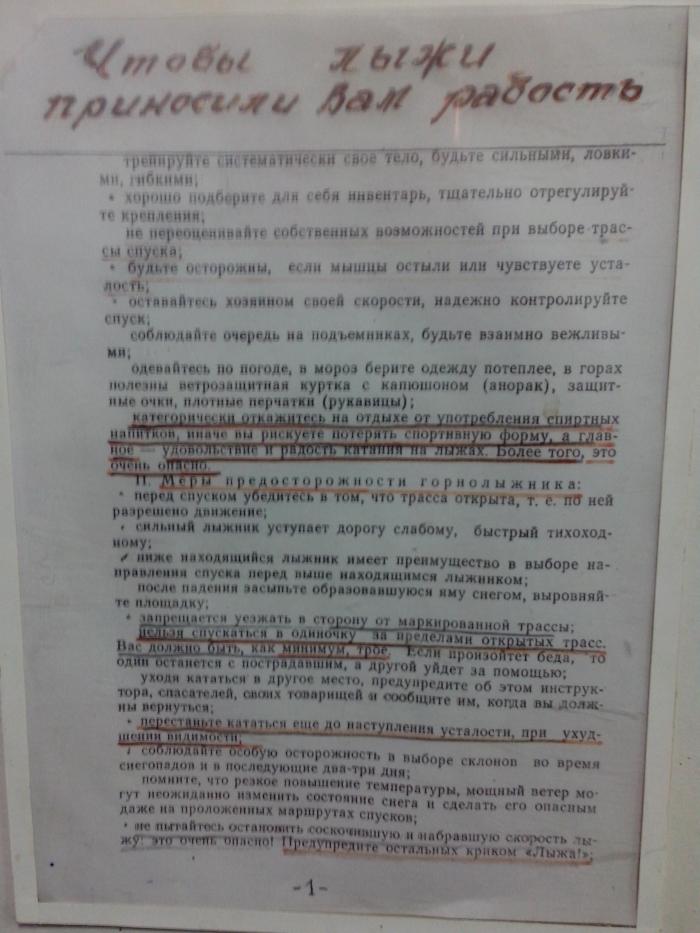 Чтобы лыжи
приносили Вам радость
тренируйте систематически свое тело, будьте сильными, ловки-
ми, гибкими;
• хорошо подберите для себя инвентарь, тщательно отрегулируй-
те крепления;
не переоценивайте собственных возможностей при выборе трас-
сы спуска;
• будьте осторожны, если мышцы остыли или чувствуете уста-
лость;
• оставайтесь хозяином своей скорости, надежно контролируйте
спуск;
соблюдайте очередь на подъемниках, будьте взаимно вежливы-
ми;
одевайтесь по погоде, в мороз берите одежду потеплее, в горах
полезны ветрозащитная куртка с капюшоном (анорак), защит-
ные очки, плотные перчатки (рукавицы);
категорически откажитесь на отдыхе от употребления спиртных
напитков, иначе вы рискуете потерять спортивную форму, а глав-
ное — удовольствие и радость катания на лыжах. Более того, это
очень опасно.
II. Меры предосторожности горнолыжника:
• перед спуском убедитесь в том, что трасса открыта, т. е. по ней
разрешено движение;
• сильный лыжник уступает дорогу слабому, быстрый тихоход-
ному;
ниже находящийся лыжник имеет преимущество в выборе на-
правления спуска перед выше находящимся лыжником;
после падения засыпьте образовавшуюся яму снегом, выровняй-
те площадку;
• запрещается уезжать в сторону от маркированной трассы;
нельзя спускаться в одиночку за пределами открытых трасс.
Вас должно быть, как минимум, трое. Если произойтет беда, то
один останется с пострадавшим, а другой уйдет за помощью;
уходя кататься в другое место, предупредите об этом инструк-
тора, спасателей, своих товарищей и сообщите им, когда вы долж-
ны вернуться;
• перестаньте кататься еще до наступления усталости, при ухуд-
шении видимости;
соблюдайте особую осторожность в выборе склонов во время
снегопадов и в последующие два-три дня;
помните, что резкое повышение температуры, мощный ветер мо-
гут неожиданно изменить состояние снега и сделать его опасным
даже на проложенных маршрутах спусков;
• не пытайтесь остановить соскочившую и набравшую скорость лы-
жу: это очень опасно! Предупредите остальных криком «Лыжа!»;
-1-